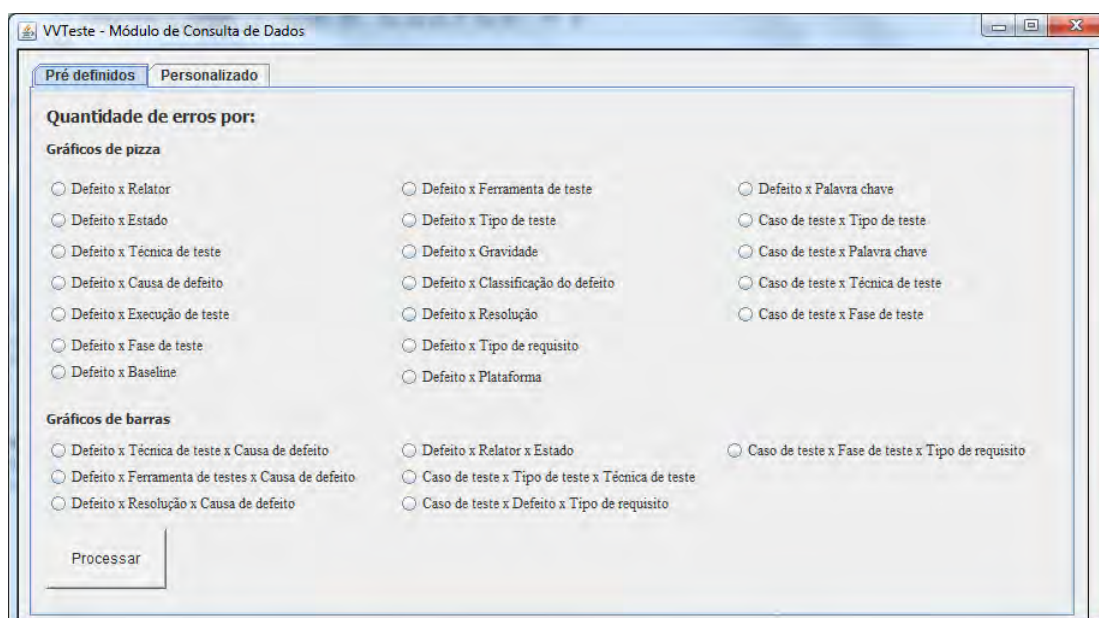 VVTeste - Módulo de Consulta de Dados
Pré definidos Personalizado
Quantidade de erros por:
Gráficos de pizza
Defeito x Relator Defeito x Ferramenta de teste Defeito x Palavra chave
Defeito x Estado Defeito x Tipo de teste Caso de teste x Tipo de teste
Defeito x Técnica de teste Defeito x Gravidade Caso de teste x Palavra chave
Defeito x Causa de defeito Defeito x Classificação do defeito Caso de teste x Técnica de teste
Defeito x Execução de teste Defeito x Resolução Caso de teste x Fase de teste
Defeito x Fase de teste Defeito x Tipo de requisito
Defeito x Baseline Defeito x Plataforma
Gráficos de barras
Defeito x Técnica de teste x Causa de defeito Defeito x Relator x Estado Caso de teste x Fase de teste x Tipo de requisito
Defeito x Ferramenta de testes x Causa de defeito Caso de teste x Tipo de teste x Técnica de teste
Defeito x Resolução x Causa de defeito Caso de teste x Defeito x Tipo de requisito
Processar